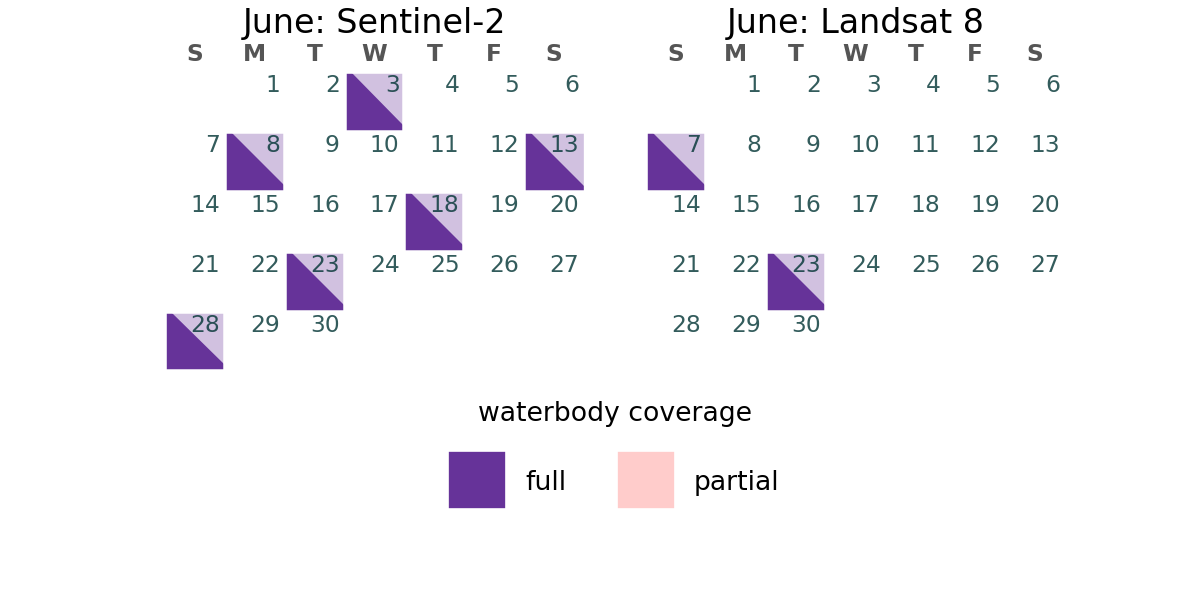 June: Sentinel-2
S M T W T F S
1 2 3 4 5 6
7 8 9 10 11 12 13
14 15 16 17 18 19 20
21 22 23 24 25 26 27
28 29 30
June: Landsat 8
S M T W T F S
1 2 3 4 5 6
7 8 9 10 11 12 13
14 15 16 17 18 19 20
21 22 23 24 25 26 27
28 29 30
waterbody coverage
full partial